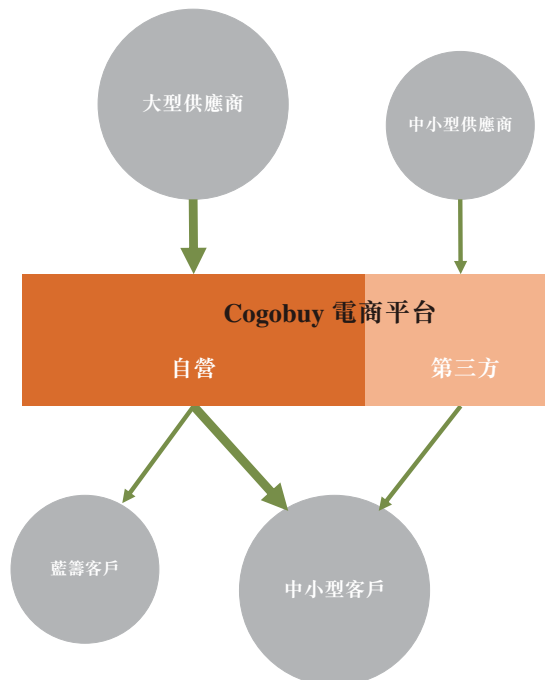 大型供應商
中小型供應商
Cogobuy 電商平台
自營
第三方
藍籌客戶
中小型客戶